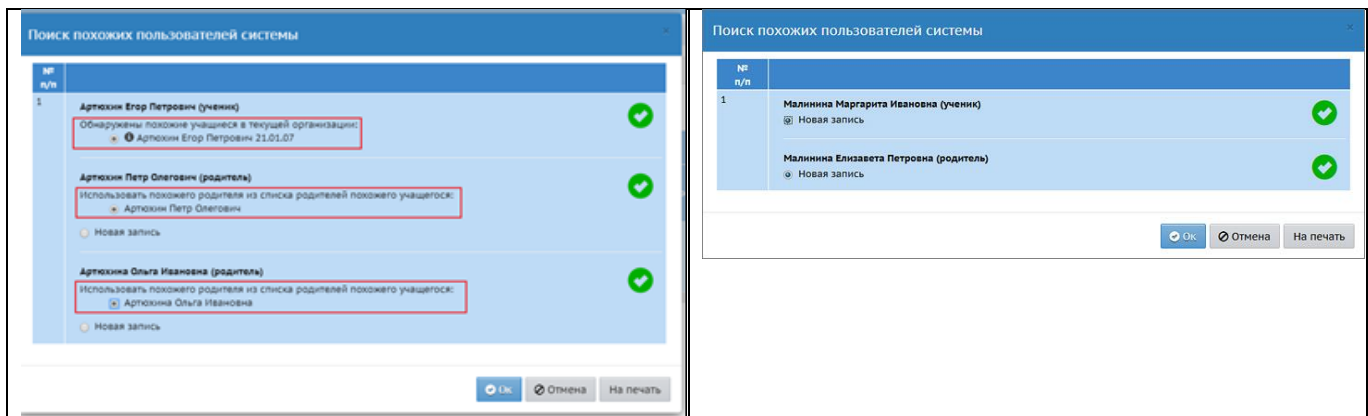 Поиск похожих пользователей системы
№
п/п
1
Артюхин Егор Петрович (ученик)
Обнаружены похожие учащиеся в текущей организации:
Артюхин Егор Петрович 21.01.07
Артюхин Петр Олегович (родитель)
Использовать похожего родителя из списка родителей похожего учащегося:
Артюхин Петр Олегович
Новая запись
Артюхина Ольга Ивановна (родитель)
Использовать похожего родителя из списка родителей похожего учащегося:
Артюхина Ольга Ивановна
Новая запись
Ок Отмена На печать
Поиск похожих пользователей системы
№
п/п
1
Малинина Маргарита Ивановна (ученик)
Новая запись
Малинина Елизавета Петровна (родитель)
Новая запись
Ок Отмена На печать